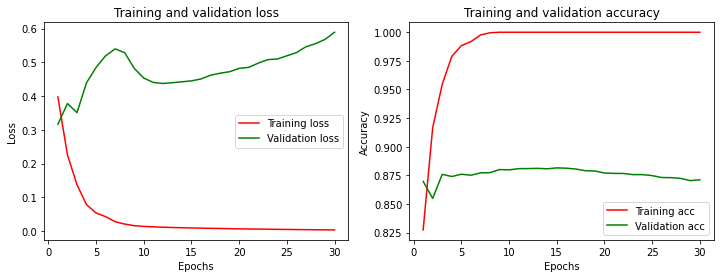 Training and validation loss
Loss
0.6
0.5
0.4
0.3
0.2
0.1
0.0
0
5
10
15
20
25
30
Epochs
Training loss
Validation loss
Training and validation accuracy
Accuracy
1.000
0.975
0.950
0.925
0.900
0.875
0.850
0.825
0
5
10
15
20
25
30
Epochs
Training acc
Validation acc